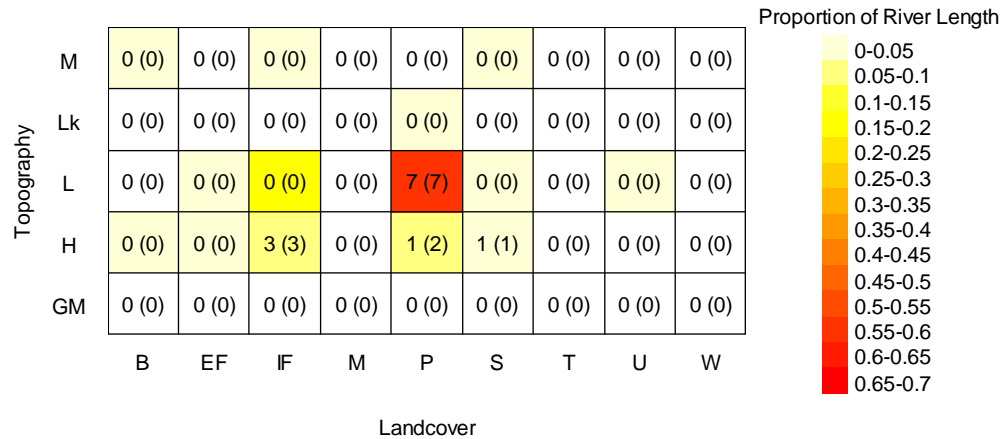 Proportion of River Length
0-0.05
0.05-0.1
0.1-0.15
0.15-0.2
0.2-0.25
0.25-0.3
0.3-0.35
0.35-0.4
0.4-0.45
0.45-0.5
0.5-0.55
0.55-0.6
0.6-0.65
0.65-0.7
Topography
M 0 (0) 0 (0) 0 (0) 0 (0) 0 (0) 0 (0) 0 (0) 0 (0) 0 (0)
Lk 0 (0) 0 (0) 0 (0) 0 (0) 0 (0) 0 (0) 0 (0) 0 (0) 0 (0)
L 0 (0) 0 (0) 0 (0) 0 (0) 7 (7) 0 (0) 0 (0) 0 (0) 0 (0)
H 0 (0) 0 (0) 3 (3) 0 (0) 1 (2) 1 (1) 0 (0) 0 (0) 0 (0)
GM 0 (0) 0 (0) 0 (0) 0 (0) 0 (0) 0 (0) 0 (0) 0 (0) 0 (0)
B EF IF M P S T U W
Landcover